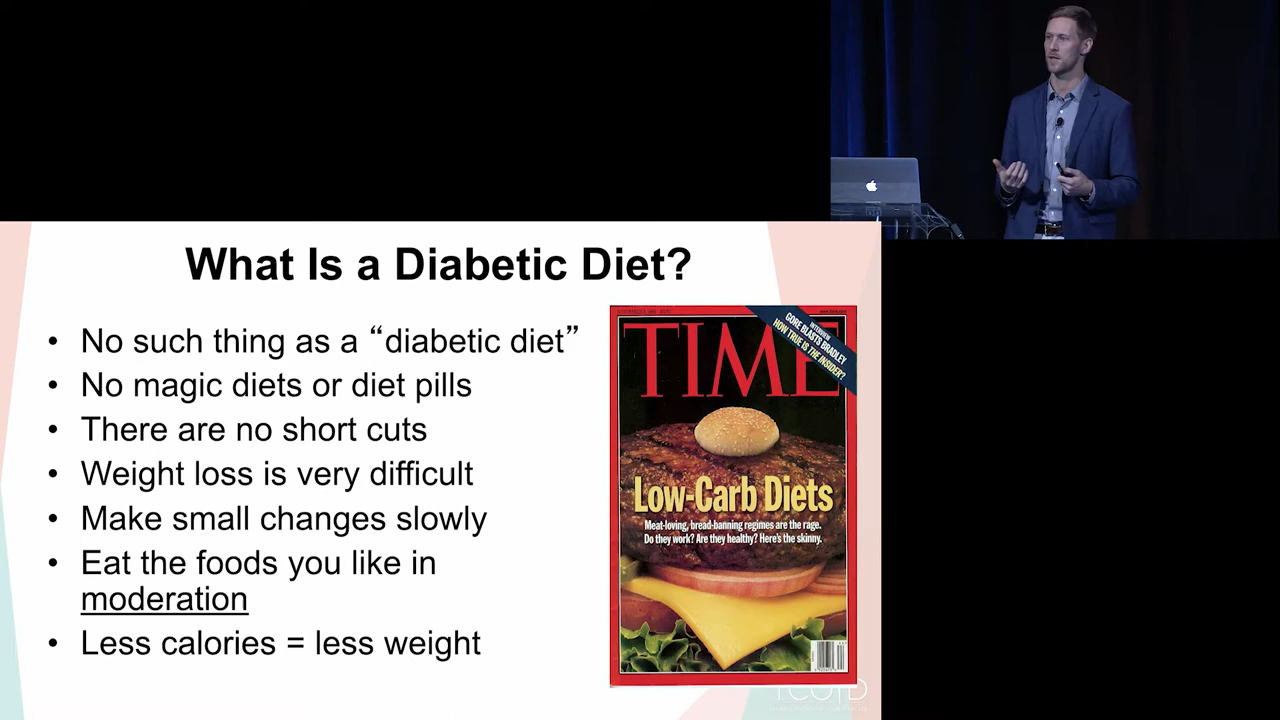 What Is a Diabetic Diet?
• No such thing as a “diabetic diet”
• No magic diets or diet pills
• There are no short cuts
• Weight loss is very difficult
• Make small changes slowly
• Eat the foods you like in
moderation
• Less calories = less weight
INTERVIEW
GORE BLASTS BRADLEY
HOW TRUE IS THE INSIDER?
TIME
Low-Carb Diets
Meat-loving, bread-banning regimes are the rage.
Do they work? Are they healthy? Here's the skinny.
TCOYD